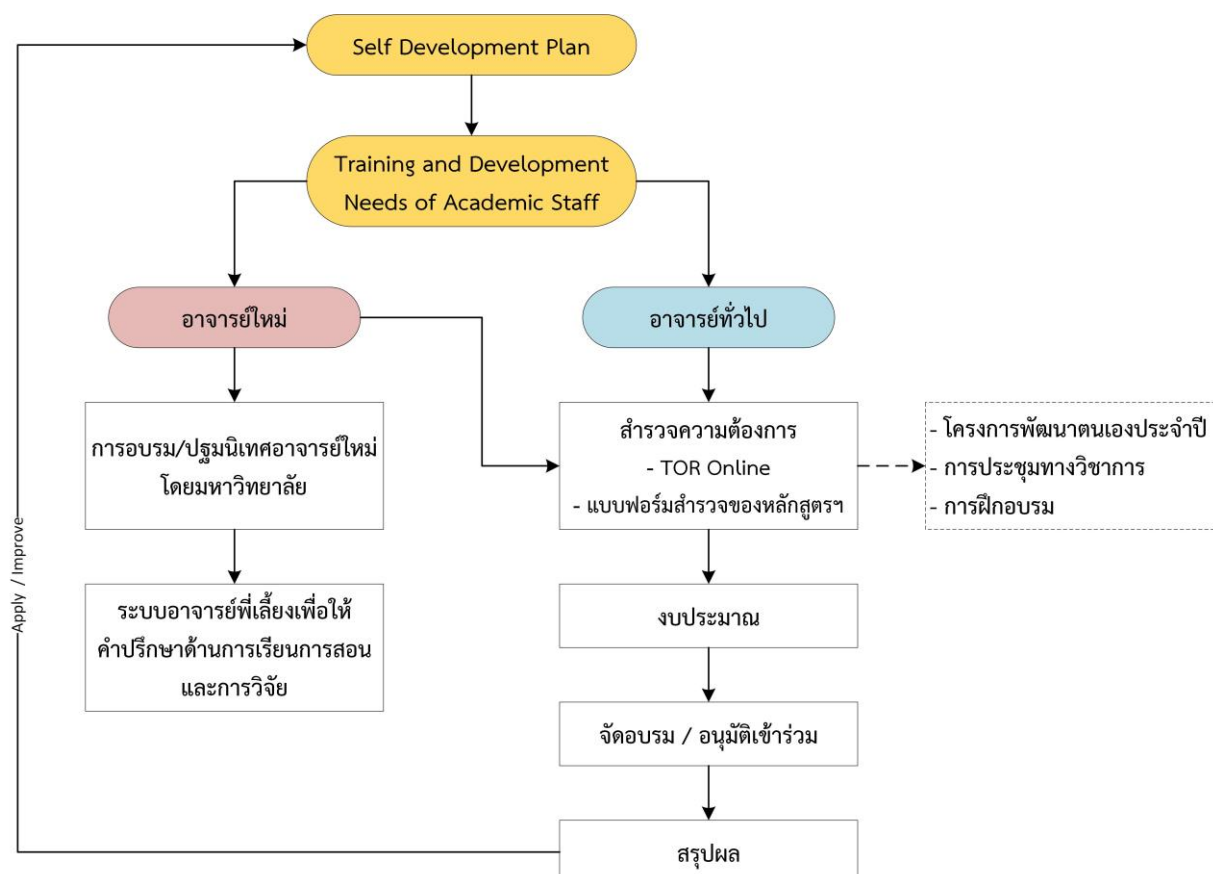 Self Development Plan
Training and Development
Needs of Academic Staff
อาจารย์ใหม่
อาจารย์ทั่วไป
การอบรม/ปฐมนิเทศอาจารย์ใหม่
โดยมหาวิทยาลัย
สำรวจความต้องการ
- TOR Online
- แบบฟอร์มสำรวจของหลักสูตรฯ
- โครงการพัฒนาตนเองประจำปี
- การประชุมทางวิชาการ
- การฝึกอบรม
ระบบอาจารย์พี่เลี้ยงเพื่อให้
คำปรึกษาด้านการเรียนการสอน
และการวิจัย
งบประมาณ
จัดอบรม / อนุมัติเข้าร่วม
สรุปผล
Apply / Improve